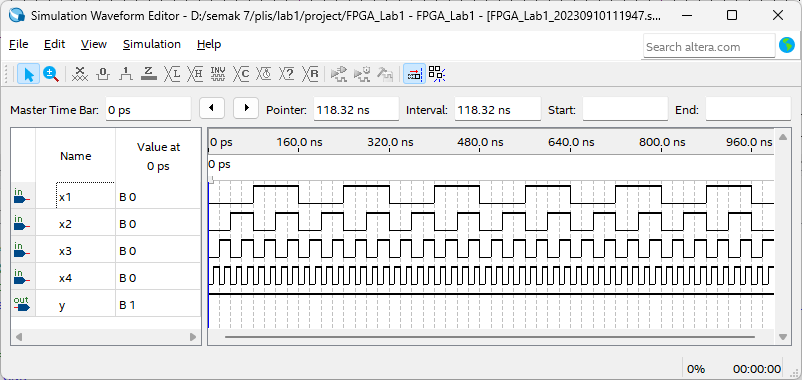 Simulation Waveform Editor - D:/semak 7/plis/lab1/project/FPGA_Lab1 - FPGA_Lab1 - [FPGA_Lab1_20230910111947.s...
File Edit View Simulation Help
Search altera.com
Master Time Bar: 0 ps Pointer: 118.32 ns Interval: 118.32 ns Start: End:
Name Value at 0 ps 0 ps 160.0 ns 320.0 ns 480.0 ns 640.0 ns 800.0 ns 960.0 ns
0 ps
in x1 B 0
in x2 B 0
in x3 B 0
in x4 B 0
out y B 1
0% 00:00:00